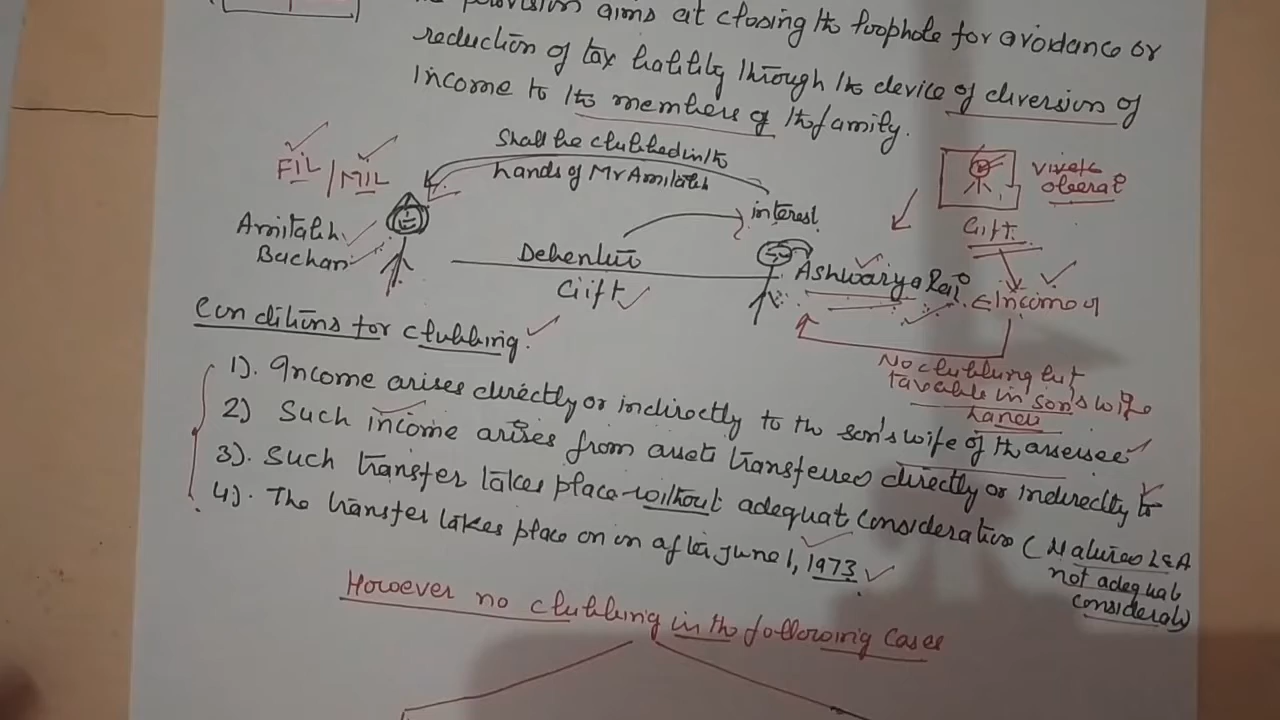 provision aims at closing the loophole for avoidance or
reduction of tax liability through the device of diversion of
income to the members of the family.
Shall be clubbed in the
hands of Mr Amitabh
FIL / MIL
Vivek
oberai
Gift
interest
Amitabh
Bachan
Debenture
Gift
Ashwarya Rai
Income
Conditions for clubbing:
No clubbing but
taxable in son's wife
hands
1). Income arises directly or indirectly to the son's wife of the assessee
2) Such income arises from assets transferred directly or indirectly to
3). Such transfer takes place without adequate consideration (Natural L&A
not adequate
consideration)
4). The transfer takes place on or after June 1, 1973
However no clubbing in the following cases